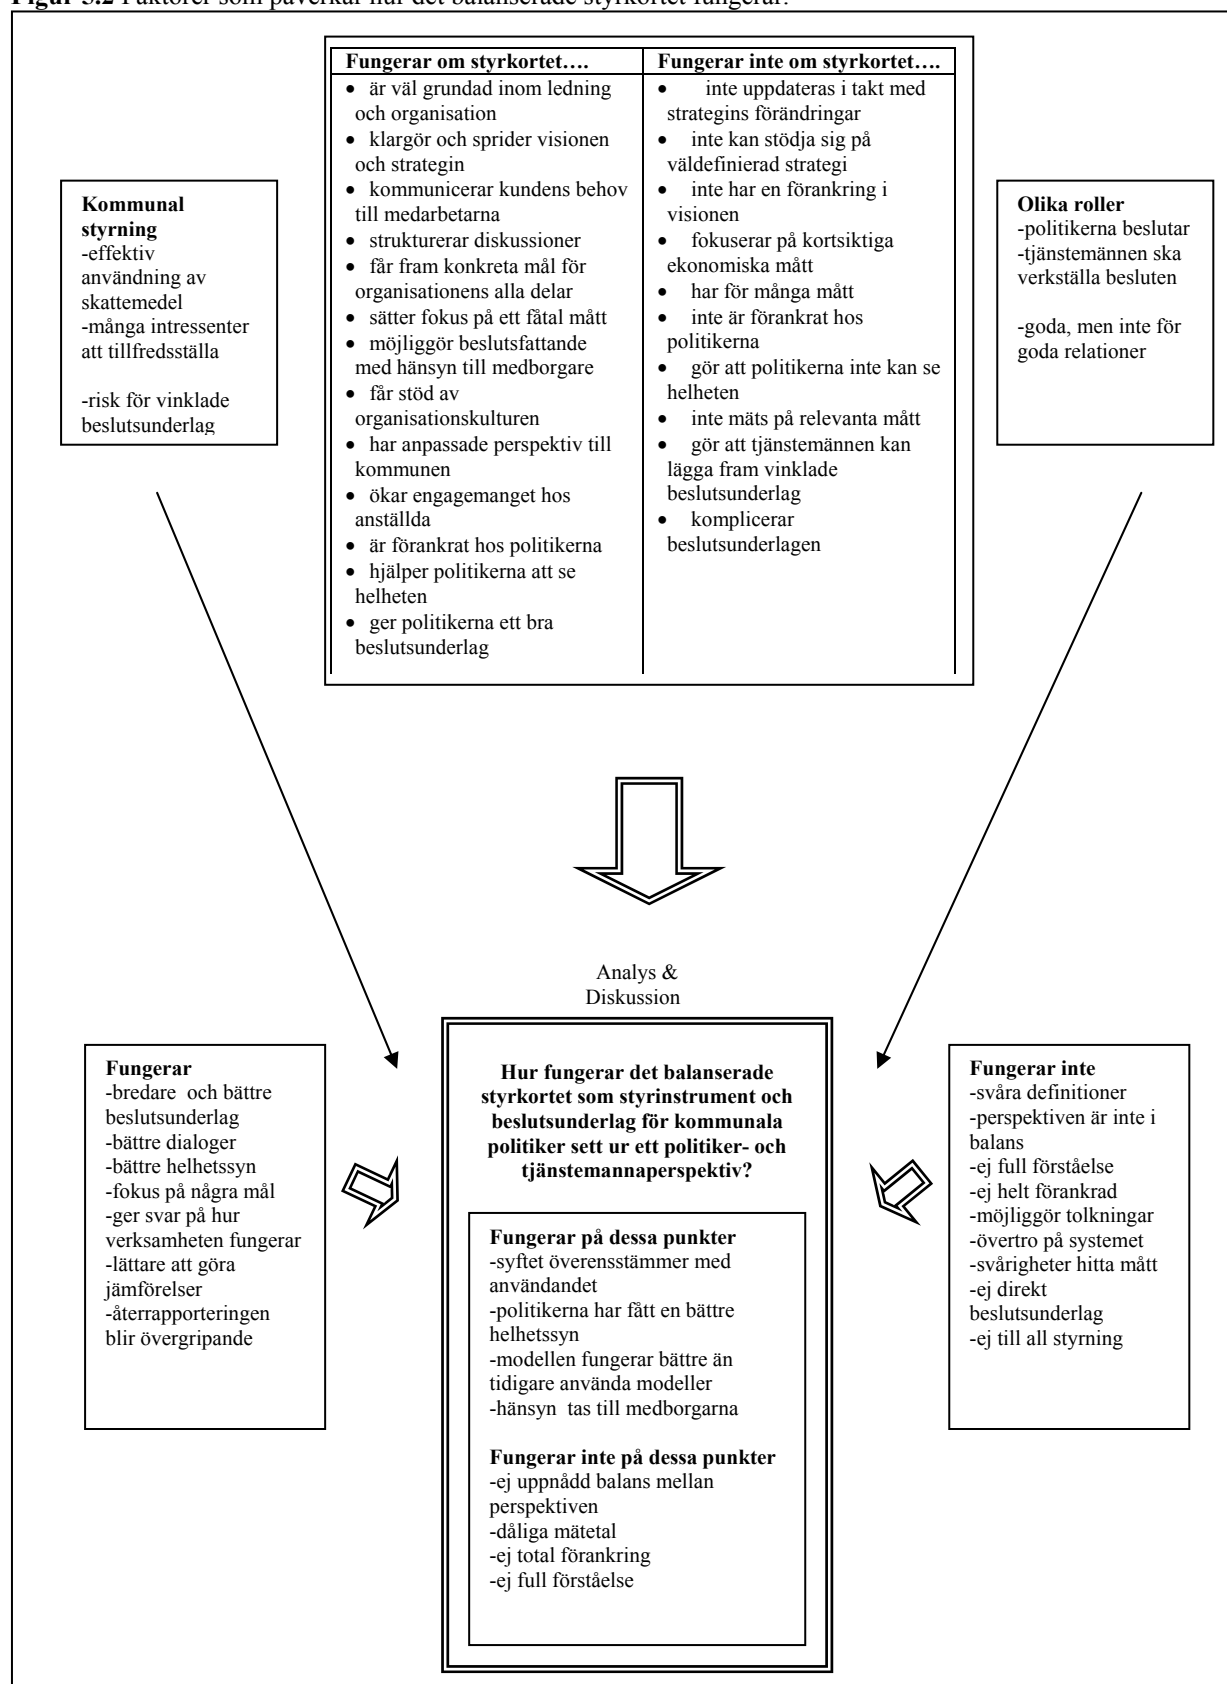 Figur 5.2 Faktorer som påverkar hur det balanserade styrkortet fungerar.
Fungerar om styrkortet….
• är väl grundad inom ledning
och organisation
• klargör och sprider visionen
och strategin
• kommunicerar kundens behov
till medarbetarna
• strukturerar diskussioner
• får fram konkreta mål för
organisationens alla delar
• sätter fokus på ett fåtal mått
• möjliggör beslutsfattande
med hänsyn till medborgare
• får stöd av
organisationskulturen
• har anpassade perspektiv till
kommunen
• ökar engagemanget hos
anställda
• är förankrat hos politikerna
• hjälper politikerna att se
helheten
• ger politikerna ett bra
beslutsunderlag
Fungerar inte om styrkortet….
• inte uppdateras i takt med
strategins förändringar
• inte kan stödja sig på
väldefinierad strategi
• inte har en förankring i
visionen
• fokuserar på kortsiktiga
ekonomiska mått
• har för många mått
• inte är förankrat hos
politikerna
• gör att politikerna inte kan se
helheten
• inte mäts på relevanta mått
• gör att tjänstemännen kan
lägga fram vinklade
beslutsunderlag
• komplicerar
beslutsunderlagen
Kommunal
styrning
-effektiv
användning av
skattemedel
-många intressenter
att tillfredsställa
-risk för vinklade
beslutsunderlag
Olika roller
-politikerna beslutar
-tjänstemännen ska
verkställa besluten
-goda, men inte för
goda relationer
Analys &
Diskussion
Fungerar
-bredare och bättre
beslutsunderlag
-bättre dialoger
-bättre helhetssyn
-fokus på några mål
-ger svar på hur
verksamheten fungerar
-lättare att göra
jämförelser
-återrapporteringen
blir övergripande
Hur fungerar det balanserade
styrkortet som styrinstrument och
beslutsunderlag för kommunala
politiker sett ur ett politiker- och
tjänstemannaperspektiv?
Fungerar på dessa punkter
-syftet överensstämmer med
användandet
-politikerna har fått en bättre
helhetssyn
-modellen fungerar bättre än
tidigare använda modeller
-hänsyn tas till medborgarna
Fungerar inte på dessa punkter
-ej uppnådd balans mellan
perspektiven
-dåliga mätetal
-ej total förankring
-ej full förståelse
Fungerar inte
-svåra definitioner
-perspektiven är inte i
balans
-ej full förståelse
-ej helt förankrad
-möjliggör tolkningar
-övertro på systemet
-svårigheter hitta mått
-ej direkt
beslutsunderlag
-ej till all styrning